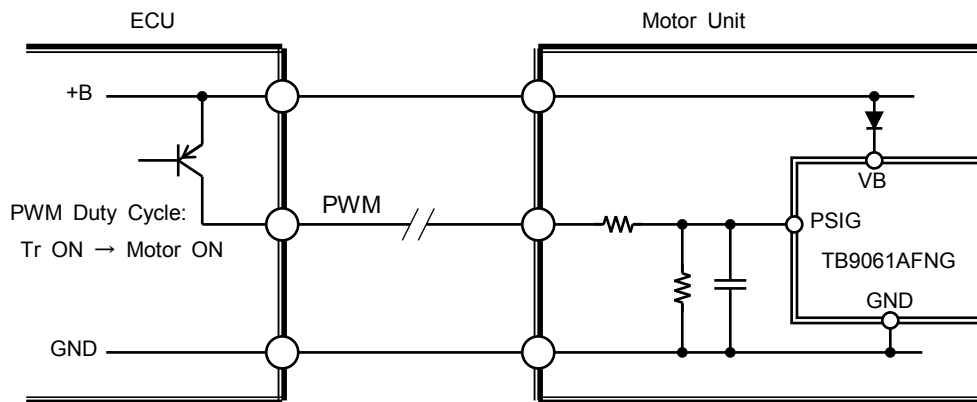 ECU
Motor Unit
+B
VB
PWM Duty Cycle:
Tr ON → Motor ON
PWM
PSIG
TB9061AFNG
GND
GND